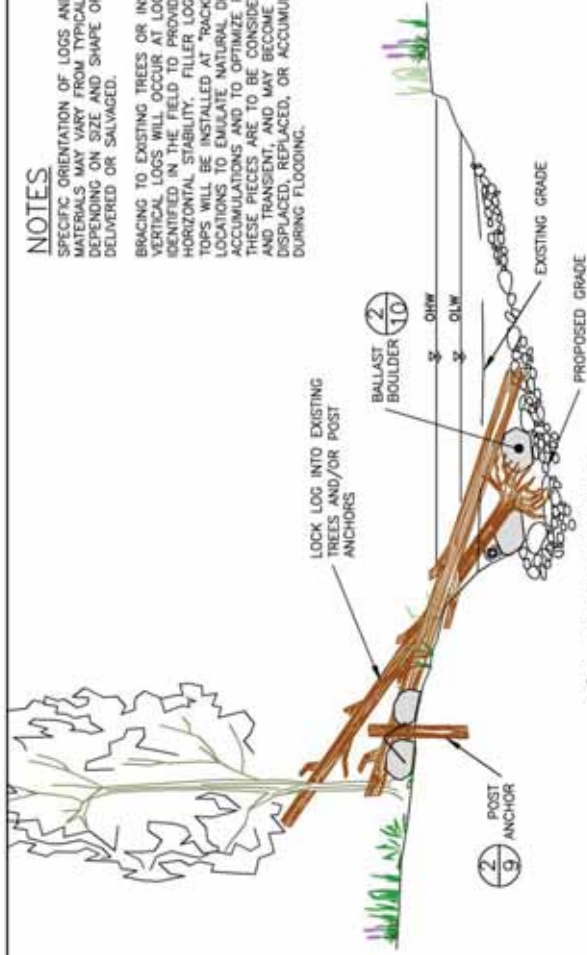 NOTES
SPECIFIC ORIENTATION OF LOGS AND
MATERIALS MAY VARY FROM TYPICAL
DEPENDING ON SIZE AND SHAPE OF
DELIVERED OR SALVAGED.
BRACING TO EXISTING TREES OR
VERTICAL LOGS WILL OCCUR AT
IDENTIFIED IN THE FIELD TO PROVID
HORIZONTAL STABILITY. FILLER LOG
TOPS WILL BE INSTALLED AT "RACK
LOCATIONS TO EMULATE NATURAL
ACCUMULATIONS AND TO OPTIMIZE
THESE PIECES ARE TO BE CONSIDE
AND TRANSIENT, AND MAY BECOME
DISPLACED, REPLACED, OR ACCUMU
DURING FLOODING.
LOCK LOG INTO EXISTING
TREES AND/OR POST
ANCHORS
BALLAST
BOULDER
2
10
OHW
OLW
EXISTING GRADE
PROPOSED GRADE
2
9
POST
ANCHOR